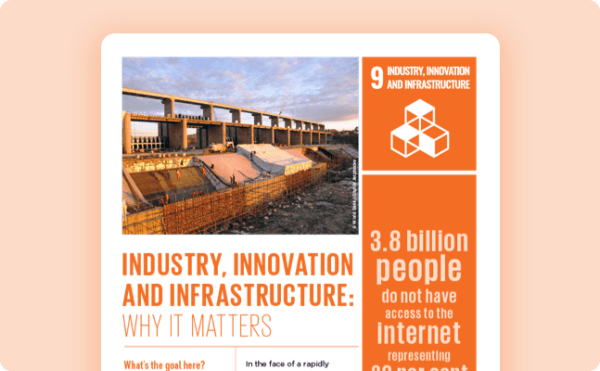 9 INDUSTRY, INNOVATION
AND INFRASTRUCTURE
3.8 billion
people
do not have
access to the
internet
representing
INDUSTRY, INNOVATION
AND INFRASTRUCTURE:
WHY IT MATTERS
What's the goal here?
In the face of a rapidly